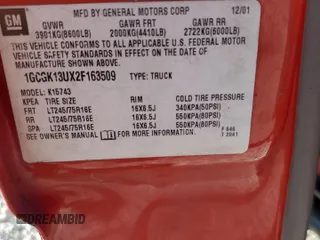 GM
MFD BY GENERAL MOTORS CORP 12/01
GVWR GAWR FRT GAWR RR
3901KG(8600LB) 2000KG(4410LB) 2722KG(6000LB)
THIS VEHICLE CONFORMS TO ALL APPLICABLE U.S. FEDERAL
MOTOR VEHICLE SAFETY STANDARDS IN EFFECT ON
THE DATE OF MANUFACTURE SHOWN ABOVE.
1GCGK13UX2F163509 TYPE: TRUCK
MODEL: K15743
KPEA TIRE SIZE RIM COLD TIRE PRESSURE
FRT LT245/75R16E 16X6.5J 340KPA(50PSI)
RR LT245/75R16E 16X6.5J 550KPA(80PSI)
SPA LT245/75R16E 16X6.5J 550KPA(80PSI)
SEE OWNER'S MANUAL FOR ADDITIONAL INFORMATION.
GRANDBID